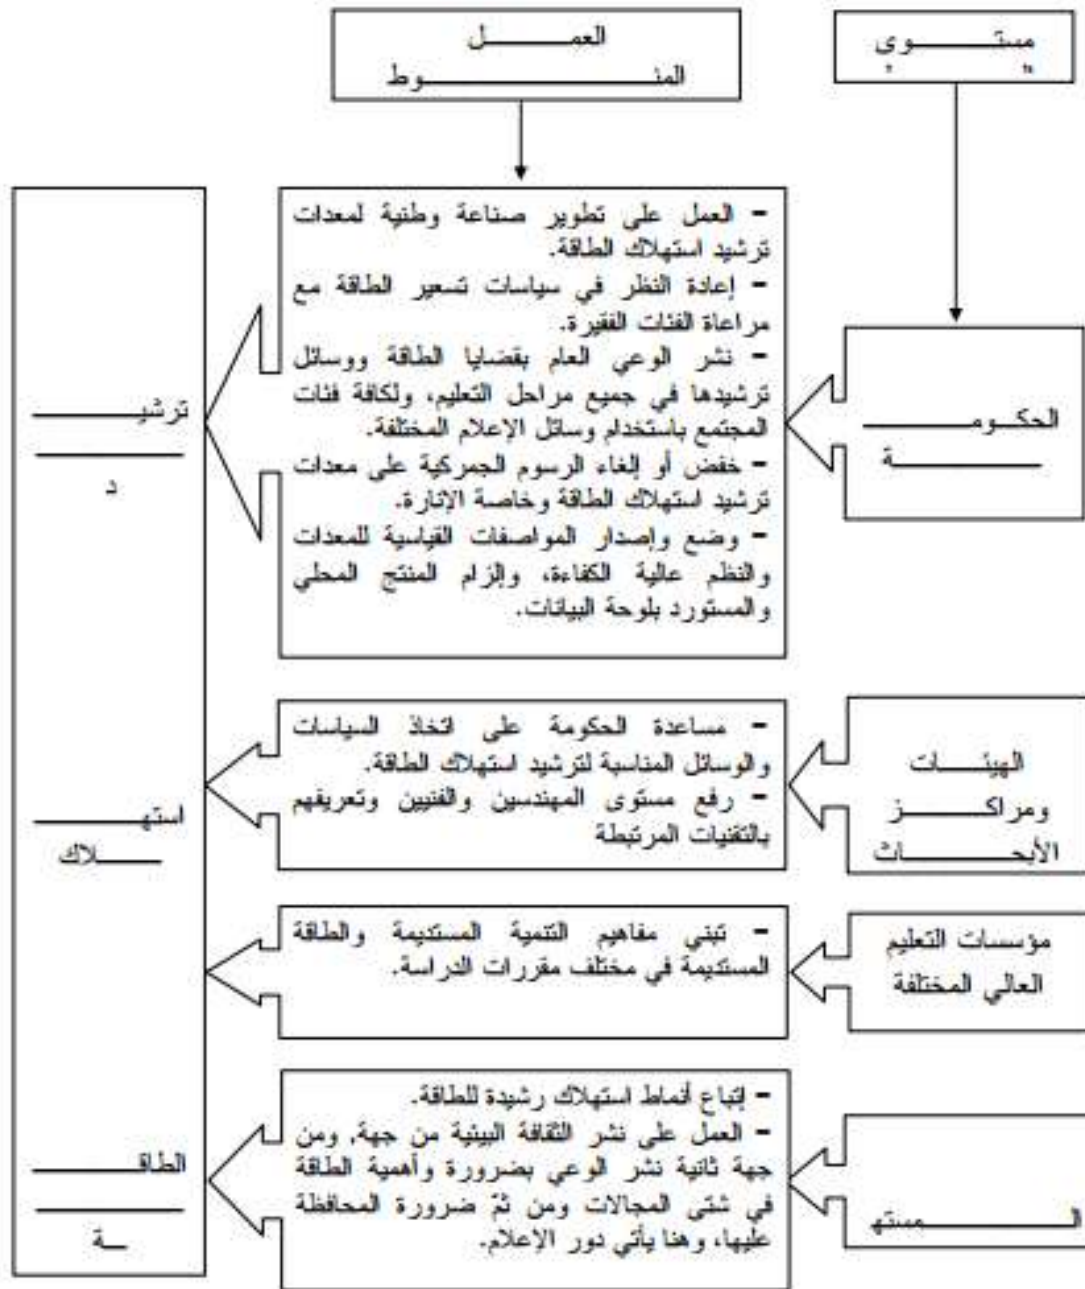 مستوى
العمل
المنوط
الحكومة
- العمل على تطوير صناعة وطنية لمعدات
ترشيد استهلاك الطاقة.
- إعادة النظر في سياسات تسعير الطاقة مع
مراعاة الفئات الفقيرة.
- نشر الوعي العام بقضايا الطاقة ووسائل
ترشيدها في جميع مراحل التعليم، ولكافة فئات
المجتمع باستخدام وسائل الإعلام المختلفة.
- خفض أو إلغاء الرسوم الجمركية على معدات
ترشيد استهلاك الطاقة وخاصة الإنارة.
- وضع وإصدار المواصفات القياسية للمعدات
والنظم عالية الكفاءة، وإلزام المنتج المحلي
والمستورد بلوحة البيانات.
الهيئات
ومراكز
الأبحاث
- مساعدة الحكومة على اتخاذ السياسات
والوسائل المناسبة لترشيد استهلاك الطاقة.
- رفع مستوى المهندسين والفنيين وتعريفهم
بالتقنيات المرتبطة
مؤسسات التعليم
العالي المختلفة
- تبني مفاهيم التنمية المستديمة والطاقة
المستديمة في مختلف مقررات الدراسة.
المسته
- إتباع أنماط استهلاك رشيدة للطاقة.
- العمل على نشر الثقافة البيئية من جهة, ومن
جهة ثانية نشر الوعي بضرورة وأهمية الطاقة
في شتى المجالات ومن ثمّ ضرورة المحافظة
عليها، وهنا يأتي دور الإعلام.
ترشيد
استهلاك
الطاقة